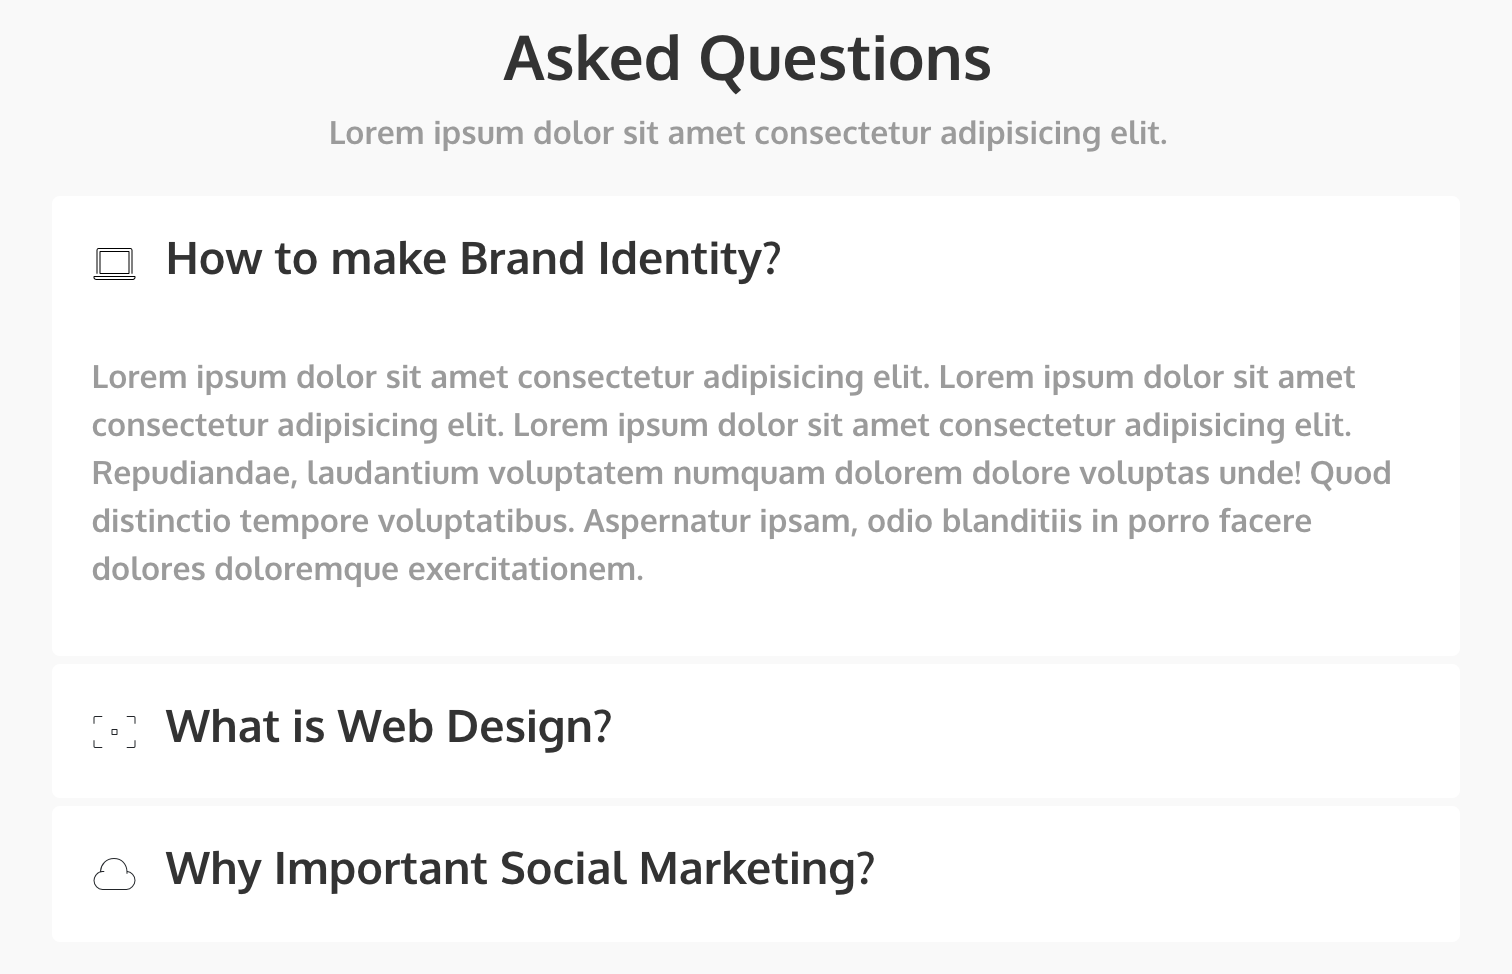 Asked Questions
Lorem ipsum dolor sit amet consectetur adipisicing elit.
How to make Brand Identity?
Lorem ipsum dolor sit amet consectetur adipisicing elit. Lorem ipsum dolor sit amet
consectetur adipisicing elit. Lorem ipsum dolor sit amet consectetur adipisicing elit.
Repudiandae, laudantium voluptatem numquam dolorem dolore voluptas unde! Quod
distinctio tempore voluptatibus. Aspernatur ipsam, odio blanditiis in porro facere
dolores doloremque exercitationem.
What is Web Design?
Why Important Social Marketing?